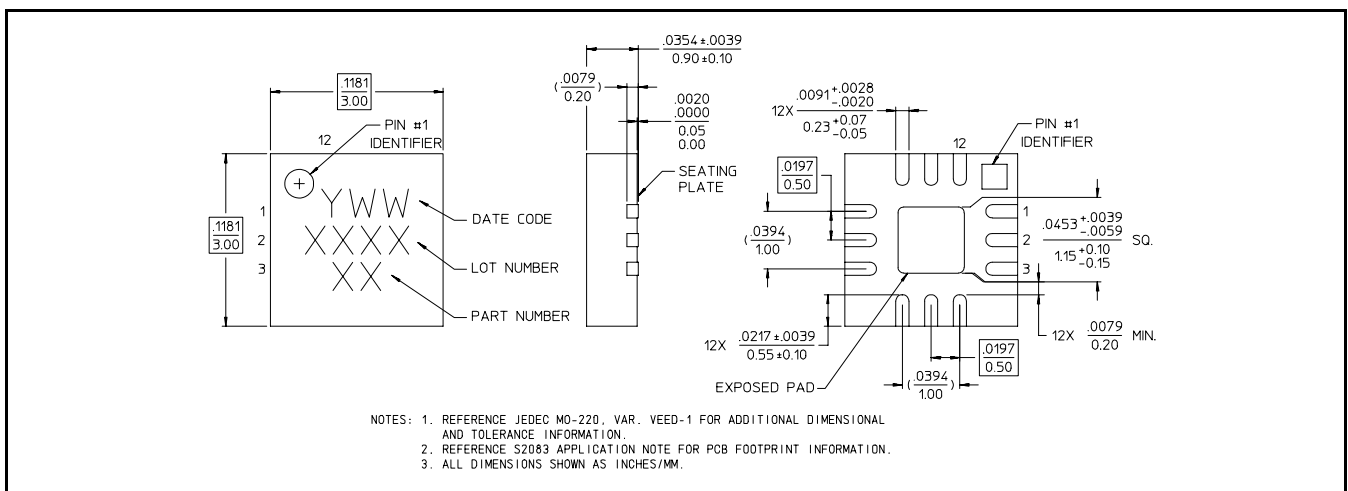 .1181
3.00
12
PIN #1
IDENTIFIER
.1181
3.00
1
2
3
YWW
XXXX
XX
DATE CODE
LOT NUMBER
PART NUMBER
.0354±.0039
0.90±0.10
(.0079
0.20)
.0020
.0000
0.05
0.00
SEATING
PLATE
12X .0091 +.0028
-.0020
0.23 +0.07
-0.05
12
PIN #1
IDENTIFIER
.0197
0.50
(.0394
1.00)
1
2
3
.0453 +.0039
-.0059
1.15 +0.10
-0.15
SQ.
12X .0217±.0039
0.55±0.10
12X .0079
0.20 MIN.
.0197
0.50
(.0394
1.00)
EXPOSED PAD
NOTES: 1. REFERENCE JEDEC MO-220, VAR. VEED-1 FOR ADDITIONAL DIMENSIONAL
AND TOLERANCE INFORMATION.
2. REFERENCE S2083 APPLICATION NOTE FOR PCB FOOTPRINT INFORMATION.
3. ALL DIMENSIONS SHOWN AS INCHES/MM.